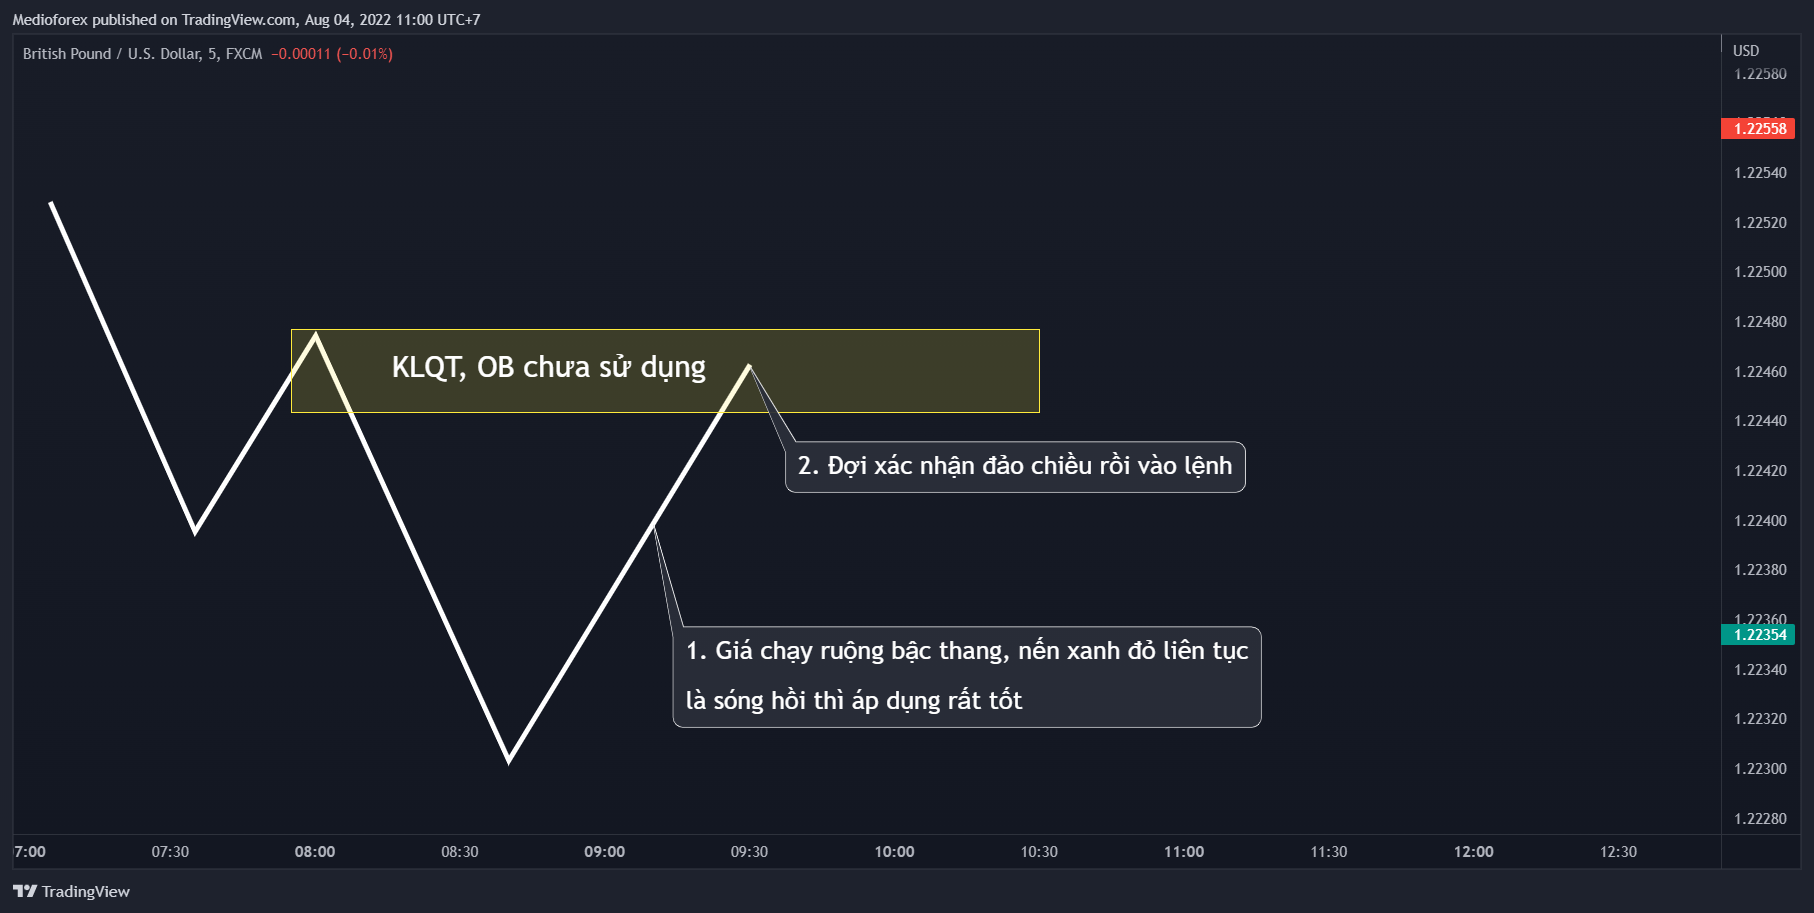 Medioforex published on TradingView.com, Aug 04, 2022 11:00 UTC+7
British Pound / U.S. Dollar, 5, FXCM −0.00011 (−0.01%)
USD
1.22580
1.22558
1.22540
1.22520
1.22500
1.22480
KLQT, OB chưa sử dụng
1.22460
1.22440
2. Đợi xác nhận đảo chiều rồi vào lệnh
1.22420
1.22400
1.22380
1.22360
1.22354
1. Giá chạy ruộng bậc thang, nến xanh đỏ liên tục
là sóng hồi thì áp dụng rất tốt
1.22340
1.22320
1.22300
1.22280
7:00 07:30 08:00 08:30 09:00 09:30 10:00 10:30 11:00 11:30 12:00 12:30
TradingView